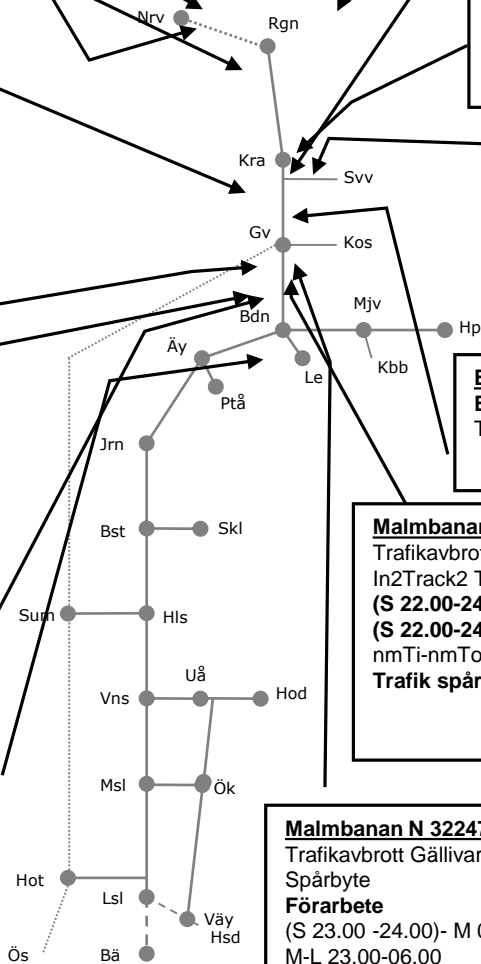 Nrv
Rgn
Kra
Svv
Gv
Kos
Bdn
Mjv
Hp
Äy
Le
Kbb
Ptå
Jrn
Bst
Skl
Sum
Hls
Uå
Vns
Hod
Msl
Ök
Hot
Lsl
Väy
Hsd
Ös
Bä
Malmbanan
Trafikavbrott
In2Track2 T
(S 22.00-24
(S 22.00-24
nmTi-nmTo
Trafik spår
Malmbanan N 32247
Trafikavbrott Gällivar
Spårbyte
Förarbete
(S 23.00 -24.00)- M 0
M-L 23.00-06.00